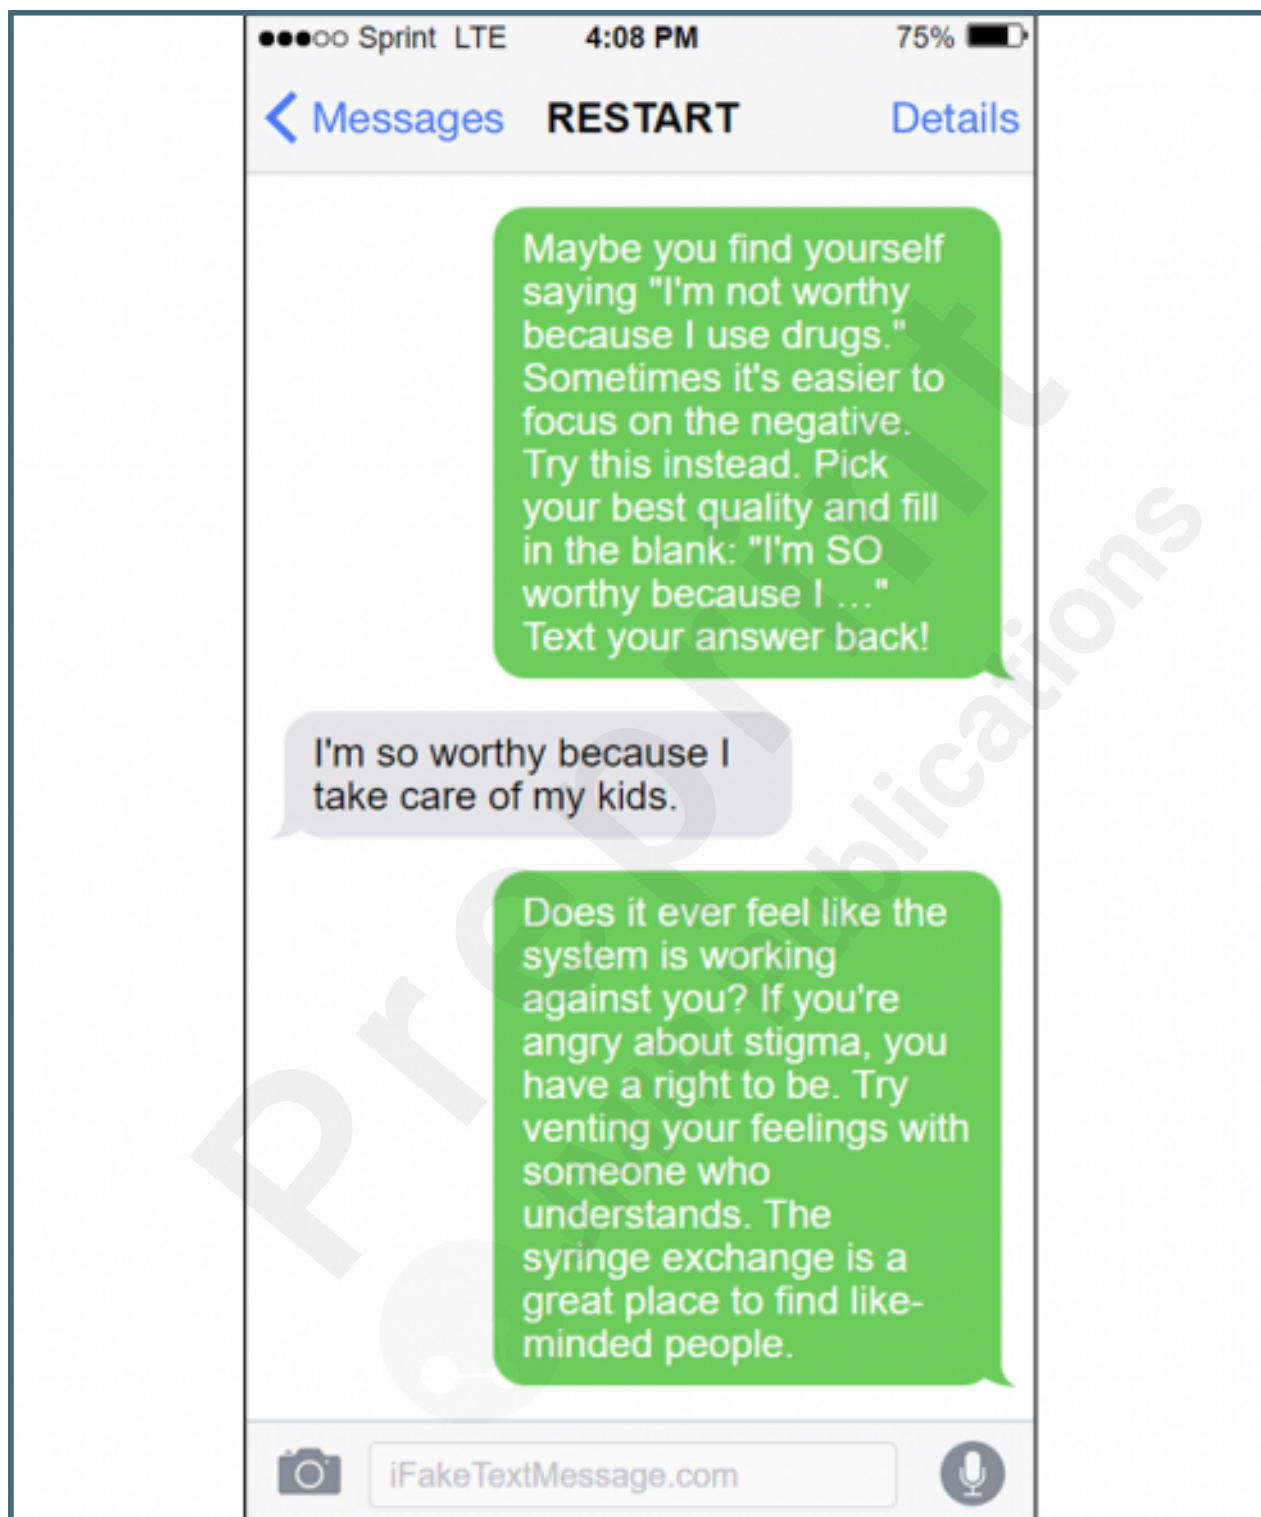 Sprint LTE 4:08 PM 75%
Messages RESTART Details
Maybe you find yourself
saying "I'm not worthy
because I use drugs."
Sometimes it's easier to
focus on the negative.
Try this instead. Pick
your best quality and fill
in the blank: "I'm SO
worthy because I ..."
Text your answer back!
I'm so worthy because I
take care of my kids.
Does it ever feel like the
system is working
against you? If you're
angry about stigma, you
have a right to be. Try
venting your feelings with
someone who
understands. The
syringe exchange is a
great place to find like-
minded people.
iFakeTextMessage.com
Preprint
JMIR Publications